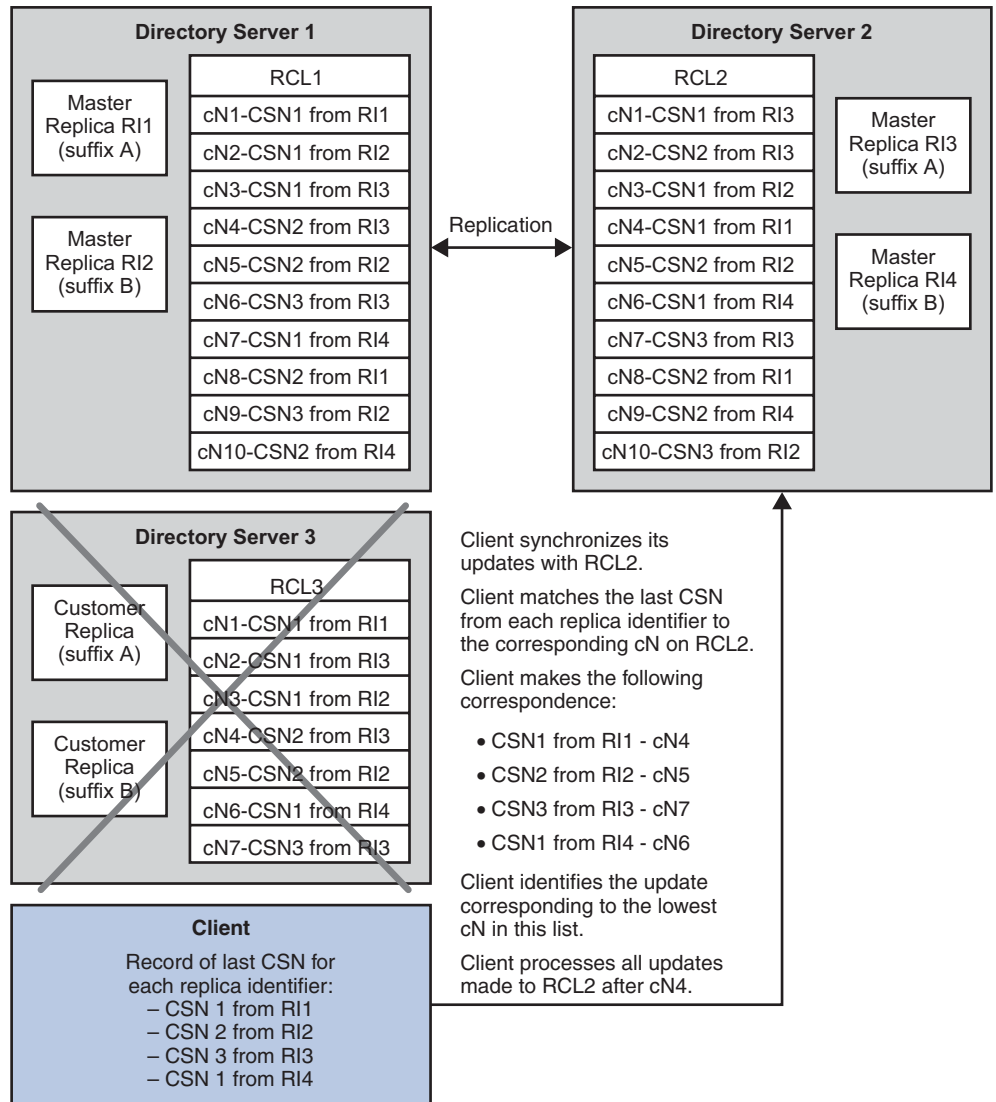 Directory Server 1
Master
Replica RI1
(suffix A)
Master
Replica RI2
(suffix B)
RCL1
cN1-CSN1 from RI1
cN2-CSN1 from RI2
cN3-CSN1 from RI3
cN4-CSN2 from RI3
cN5-CSN2 from RI2
cN6-CSN3 from RI3
cN7-CSN1 from RI4
cN8-CSN2 from RI1
cN9-CSN3 from RI2
cN10-CSN2 from RI4
Replication
Directory Server 2
RCL2
cN1-CSN1 from RI3
cN2-CSN2 from RI3
cN3-CSN1 from RI2
cN4-CSN1 from RI1
cN5-CSN2 from RI2
cN6-CSN1 from RI4
cN7-CSN3 from RI3
cN8-CSN2 from RI1
cN9-CSN2 from RI4
cN10-CSN3 from RI2
Master
Replica RI3
(suffix A)
Master
Replica RI4
(suffix B)
Directory Server 3
Customer
Replica
(suffix A)
Customer
Replica
(suffix B)
RCL3
cN1-CSN1 from RI1
cN2-CSN1 from RI3
cN3-CSN1 from RI2
cN4-CSN2 from RI3
cN5-CSN2 from RI2
cN6-CSN1 from RI4
cN7-CSN3 from RI3
Client synchronizes its
updates with RCL2.
Client matches the last CSN
from each replica identifier to
the corresponding cN on RCL2.
Client makes the following
correspondence:
• CSN1 from RI1 - cN4
• CSN2 from RI2 - cN5
• CSN3 from RI3 - cN7
• CSN1 from RI4 - cN6
Client identifies the update
corresponding to the lowest
cN in this list.
Client processes all updates
made to RCL2 after cN4.
Client
Record of last CSN for
each replica identifier:
– CSN 1 from RI1
– CSN 2 from RI2
– CSN 3 from RI3
– CSN 1 from RI4